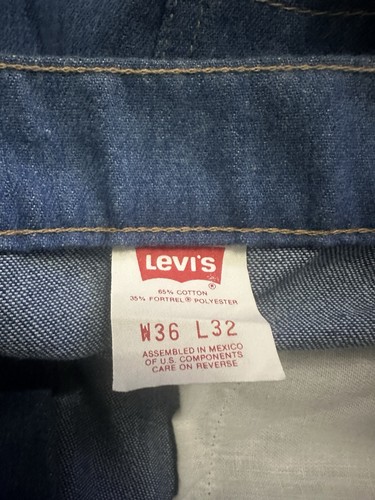 Levi's
®
65% COTTON
35% FORTREL® POLYESTER
W36 L32
ASSEMBLED IN MEXICO
OF U.S. COMPONENTS
CARE ON REVERSE